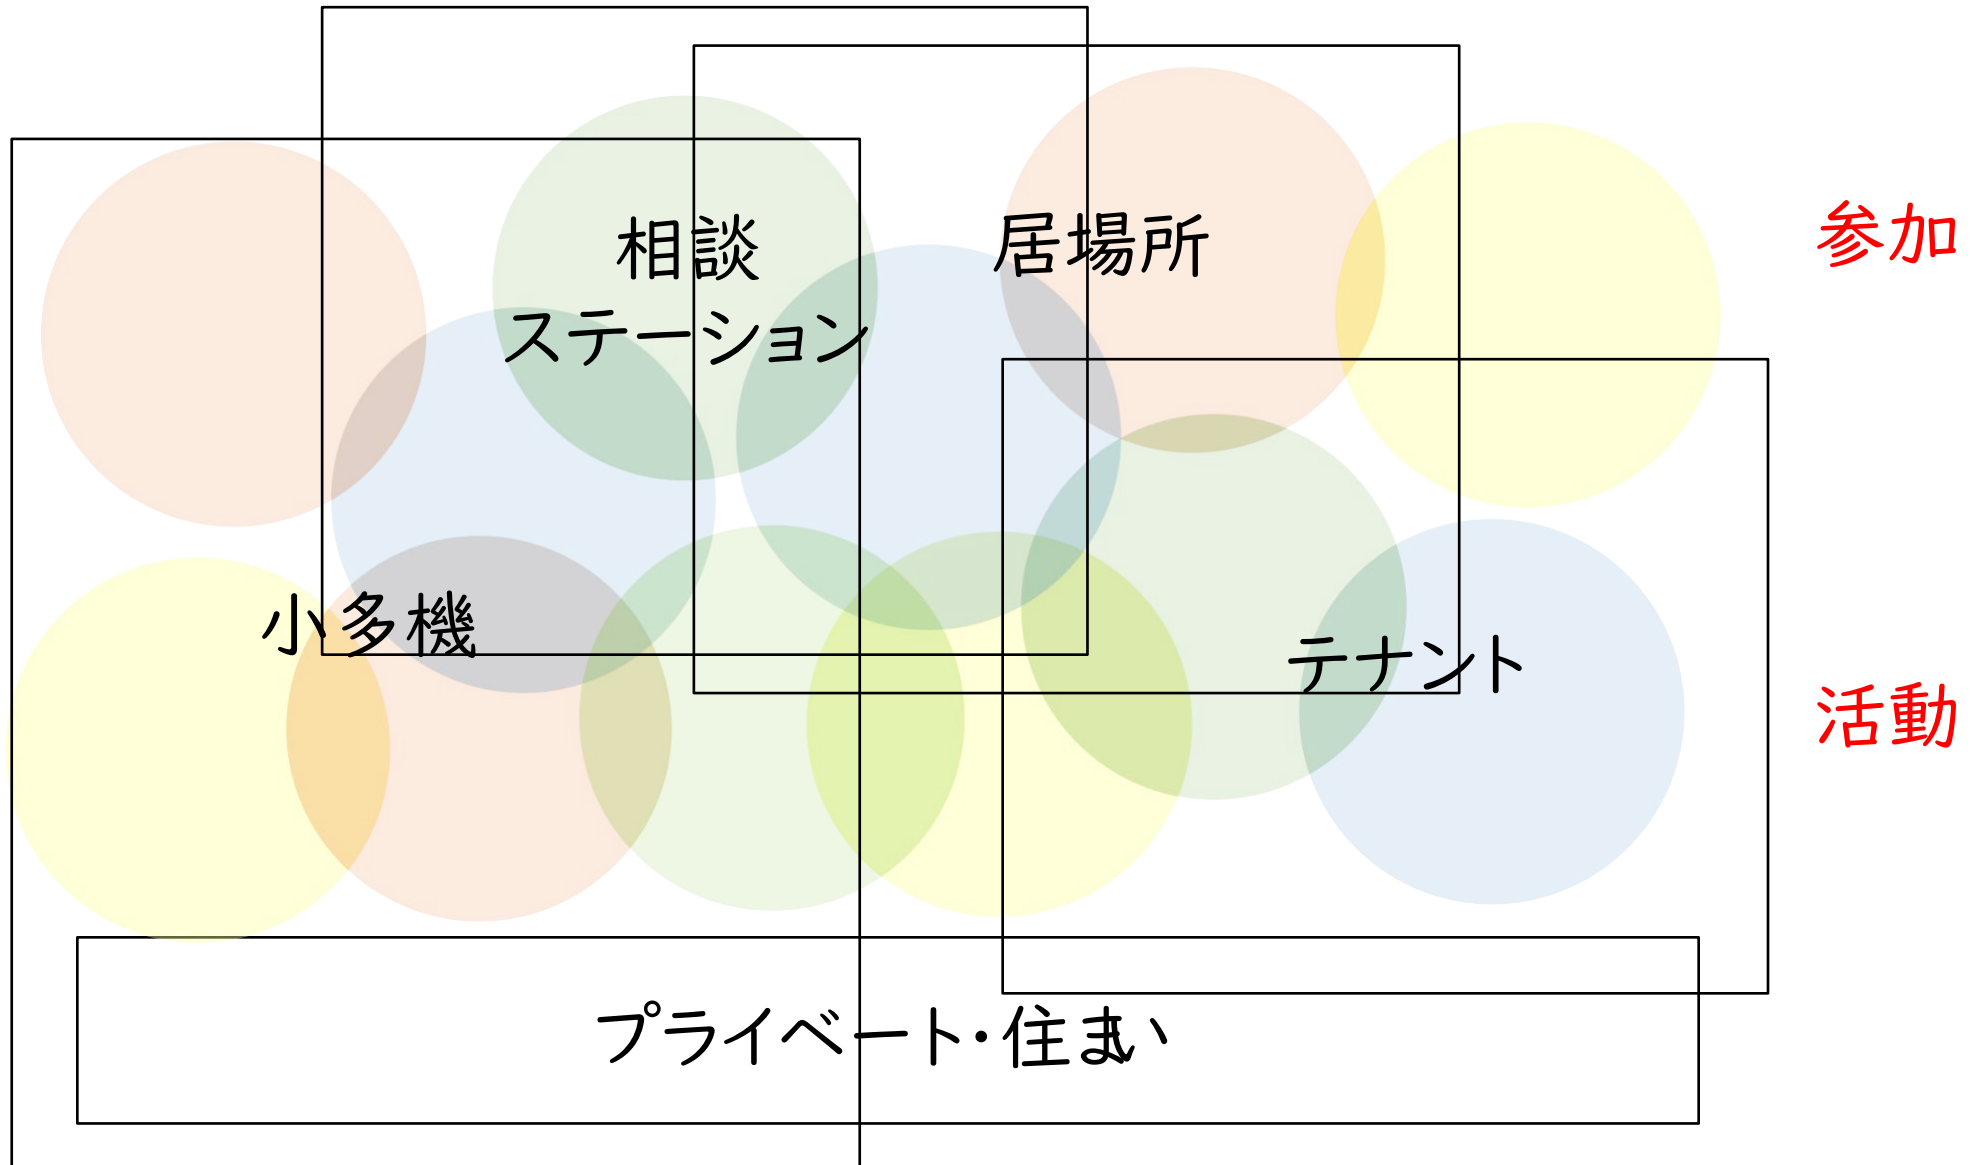 相談
ステーション
居場所
参加
小多機
テナント
活動
プライベート・住まい